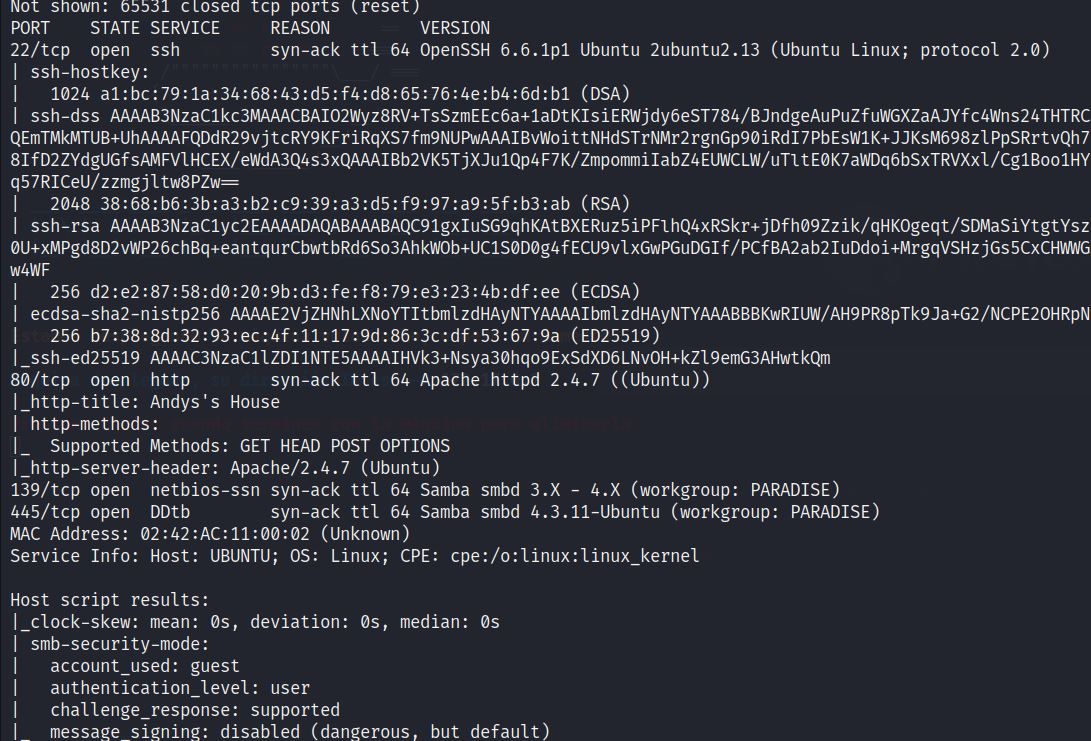 Not shown: 65531 closed tcp ports (reset)
PORT    STATE SERVICE     REASON         VERSION
22/tcp  open  ssh         syn-ack ttl 64 OpenSSH 6.6.1p1 Ubuntu 2ubuntu2.13 (Ubuntu Linux; protocol 2.0)
| ssh-hostkey:
|   1024 a1:bc:79:1a:34:68:43:d5:f4:d8:65:76:4e:b4:6d:b1 (DSA)
| ssh-dss AAAAB3NzaC1kc3MAAACBAIO2Wyz8RV+TsSzmEEc6a+1aDtKIsiERWjdy6eST784/BJndgeAuPuZfuWGXZaAJYfc4Wns24THTRC
QEmTMkMTUB+UhAAAAFQDdR29vjtcRY9KFriRqXS7fm9NUPwAAAIBvWoittNHdSTrNMr2rgnGp90iRdI7PbEsW1K+JJKsM698zlPpSRrtvQh7
8IfD2ZYdgUGfsAMFVlHCEX/eWdA3Q4s3xQAAAIBb2VK5TjXJu1Qp4F7K/ZmpommiIabZ4EUWCLW/uTltE0K7aWDq6bSxTRVXxl/Cg1Boo1HY
q57RICeU/zzmgjltw8PZw==
|   2048 38:68:b6:3b:a3:b2:c9:39:a3:d5:f9:97:a9:5f:b3:ab (RSA)
| ssh-rsa AAAAB3NzaC1yc2EAAAADAQABAAABAQC91gxIuSG9qhKAtBXERuz5iPFlhQ4xRSkr+jDfh09Zzik/qHKOgeqt/SDMaSiYtgtYsz
0U+xMPgd8D2vWP26chBq+eantqurCbwtbRd6So3AhkWOb+UC1S0D0g4fECU9vlxGwPGuDGIf/PCfBA2ab2IuDdoi+MrgqVSHzjGs5CxCHWWG
w4WF
|   256 d2:e2:87:58:d0:20:9b:d3:fe:f8:79:e3:23:4b:df:ee (ECDSA)
| ecdsa-sha2-nistp256 AAAAE2VjZHNhLXNoYTItbmlzdHAyNTYAAAAIbmlzdHAyNTYAAABBBKwRIUW/AH9PR8pTk9Ja+G2/NCPE2OHRpN
|   256 b7:38:8d:32:93:ec:4f:11:17:9d:86:3c:df:53:67:9a (ED25519)
|_ssh-ed25519 AAAAC3NzaC1lZDI1NTE5AAAAIHVk3+Nsya30hqo9ExSdXD6LNvOH+kZl9emG3AHwtkQm
80/tcp  open  http        syn-ack ttl 64 Apache httpd 2.4.7 ((Ubuntu))
|_http-title: Andys's House
| http-methods:
|_  Supported Methods: GET HEAD POST OPTIONS
|_http-server-header: Apache/2.4.7 (Ubuntu)
139/tcp open  netbios-ssn syn-ack ttl 64 Samba smbd 3.X - 4.X (workgroup: PARADISE)
445/tcp open  DDtb        syn-ack ttl 64 Samba smbd 4.3.11-Ubuntu (workgroup: PARADISE)
MAC Address: 02:42:AC:11:00:02 (Unknown)
Service Info: Host: UBUNTU; OS: Linux; CPE: cpe:/o:linux:linux_kernel

Host script results:
|_clock-skew: mean: 0s, deviation: 0s, median: 0s
| smb-security-mode:
|   account_used: guest
|   authentication_level: user
|   challenge_response: supported
|_  message_signing: disabled (dangerous, but default)